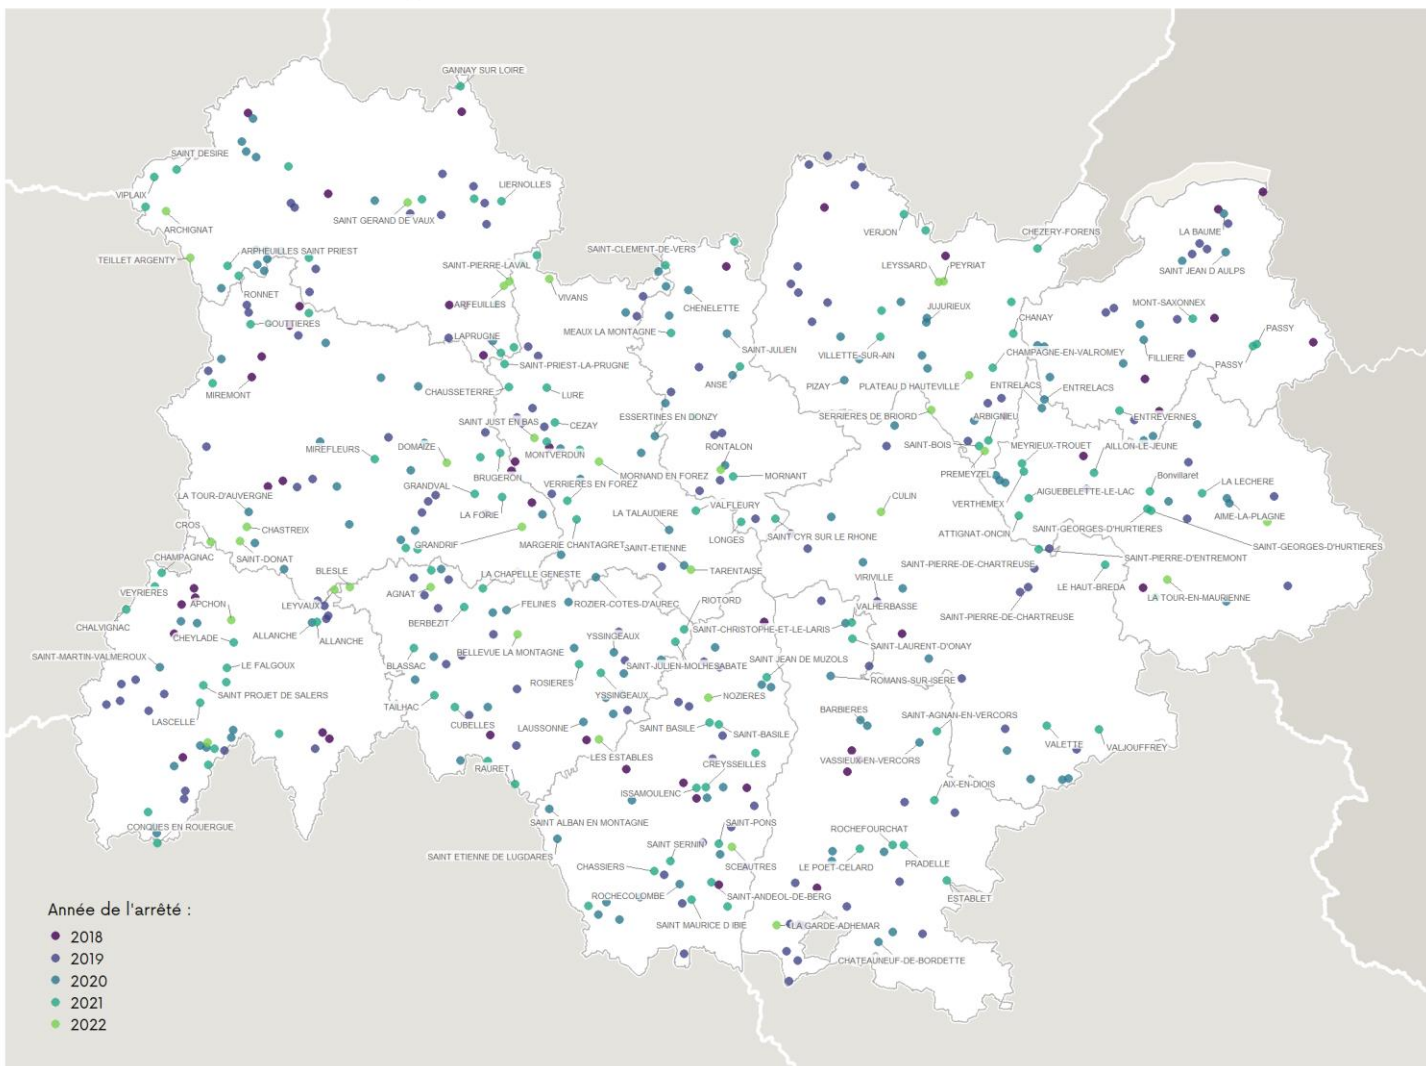 GANNAY SUR LOIRE
SAINT DESIRE
LIERNOLLES
VIPLAIX
SAINT GERAND DE VAUX
ARCHIGNAT
VERJON
CHEZERY-FORENS
LA BAUME
SAINT-CLEMENT-DE-VERS
ARPHEUILLES SAINT PRIEST
TEILLET ARGENTY
SAINT-PIERRE-LAVAL
LEYSSARD
PEYRIAT
SAINT JEAN D AULPS
RONNET
ARFEUILLES
VIVANS
CHENELETTE
JUJURIEUX
MONT-SAXONNEX
GOUTTIERES
CHANAY
LAPRUGNE
MEAUX LA MONTAGNE
PASSY
SAINT-JULIEN
VILLETTE-SUR-AIN
CHAMPAGNE-EN-VALROMEY
FILLIERE
SAINT-PRIEST-LA-PRUGNE
PASSY
ANSE
PIZAY
PLATEAU D HAUTEVILLE
ENTRELACS
ENTRELACS
MIREMONT
CHAUSSETERRE
LURE
SERRIERES DE BRIORD
ARBIGNIEU
ENTREVERNES
ESSERTINES EN DONZY
SAINT JUST EN BAS
CEZAY
MIREFLEURS
DOMAIZE
RONTALON
SAINT-BOIS
MEYRIEUX-TROUET
AILLON-LE-JEUNE
MONTVERDUN
BRUGERON
MORNAND EN FOREZ
MORNANT
PREMEYZEL
Bonvillaret
LA LECHERE
GRANDVAL
VERRIERES EN FOREZ
LA TOUR-D'AUVERGNE
AIGUEBELETTE-LE-LAC
CULIN
VERTHEMEX
LA FORIE
VALFLEURY
LA TALAUDIERE
AIME-LA-PLAGNE
CROS
CHASTREIX
SAINT-GEORGES-D'HURTIERES
ATTIGNAT-ONCIN
LONGES
SAINT CYR SUR LE RHONE
GRANDRIF
MARGERIE CHANTAGRET
SAINT-ETIENNE
SAINT-GEORGES-D'HURTIERES
CHAMPAGNAC
SAINT-DONAT
SAINT-PIERRE-D'ENTREMONT
SAINT-PIERRE-DE-CHARTREUSE
BLESLE
TARENTAISE
LA CHAPELLE GENESTE
VIRIVILLE
LE HAUT-BREDA
VEYRIERES
AGNAT
LA TOUR-EN-MAURIENNE
APCHON
LEYVAUX
FELINES
ROZIER-COTES-D'AUREC
RIOTORD
VALHERBASSE
SAINT-PIERRE-DE-CHARTREUSE
CHALVIGNAC
BERBEZIT
SAINT-CHRISTOPHE-ET-LE-LARIS
ALLANCHE
ALLANCHE
CHEYLADE
YSSINGEAUX
SAINT-LAURENT-D'ONAY
BELLEVUE LA MONTAGNE
SAINT-MARTIN-VALMEROUX
BLASSAC
SAINT-JULIEN-MOLHESABATE
SAINT JEAN DE MUZOLS
LE FALGOUX
ROSIERES
ROMANS-SUR-ISERE
SAINT PROJET DE SALERS
YSSINGEAUX
NOZIERES
TAILHAC
BARBIERES
SAINT-AGNAN-EN-VERCORS
LASCELLE
CUBELLES
LAUSSONNE
SAINT BASILE
SAINT-BASILE
VALETTE
VALJOUFFREY
LES ESTABLES
VASSIEUX-EN-VERCORS
RAURET
CREYSSEILLES
AIX-EN-DIOIS
ISSAMOULENC
CONQUES EN ROUERGUE
SAINT ALBAN EN MONTAGNE
SAINT-PONS
ROCHEFOURCHAT
SAINT SERNIN
SAINT ETIENNE DE LUGDARES
CHASSIERS
SCEAUTRES
LE POET-CELARD
PRADELLE
ROCHECOLOMBE
SAINT-ANDEOL-DE-BERG
ESTABLET
SAINT MAURICE D IBIE
LA GARDE-ADHEMAR
CHATEAUNEUF-DE-BORDETTE
Année de l'arrêté :
2018
2019
2020
2021
2022